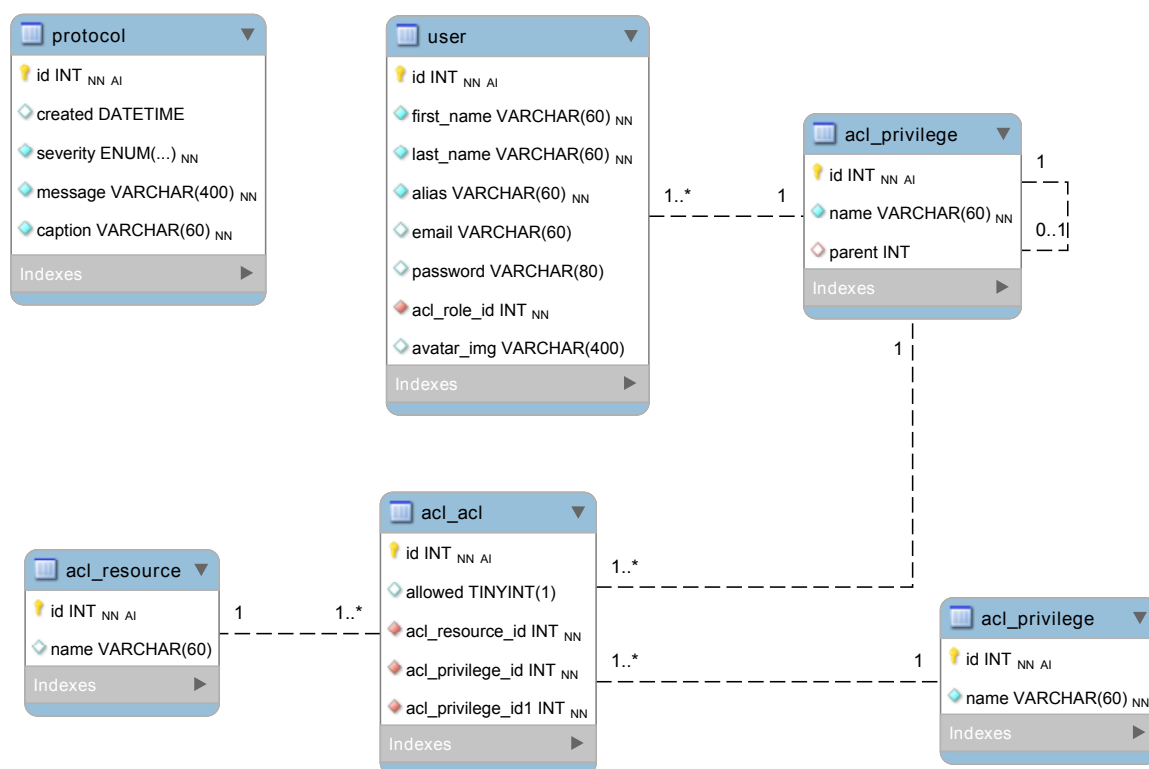 protocol
id INT NN AI
created DATETIME
severity ENUM(...) NN
message VARCHAR(400) NN
caption VARCHAR(60) NN
Indexes
user
id INT NN AI
first_name VARCHAR(60) NN
last_name VARCHAR(60) NN
alias VARCHAR(60) NN
email VARCHAR(60)
password VARCHAR(80)
acl_role_id INT NN
avatar_img VARCHAR(400)
Indexes
1..*
1
acl_privilege
id INT NN AI
name VARCHAR(60) NN
parent INT
Indexes
1
0..1
1
acl_resource
id INT NN AI
name VARCHAR(60)
Indexes
1
1..*
acl_acl
id INT NN AI
allowed TINYINT(1)
acl_resource_id INT NN
acl_privilege_id INT NN
acl_privilege_id1 INT NN
Indexes
1..*
1..*
1
acl_privilege
id INT NN AI
name VARCHAR(60) NN
Indexes